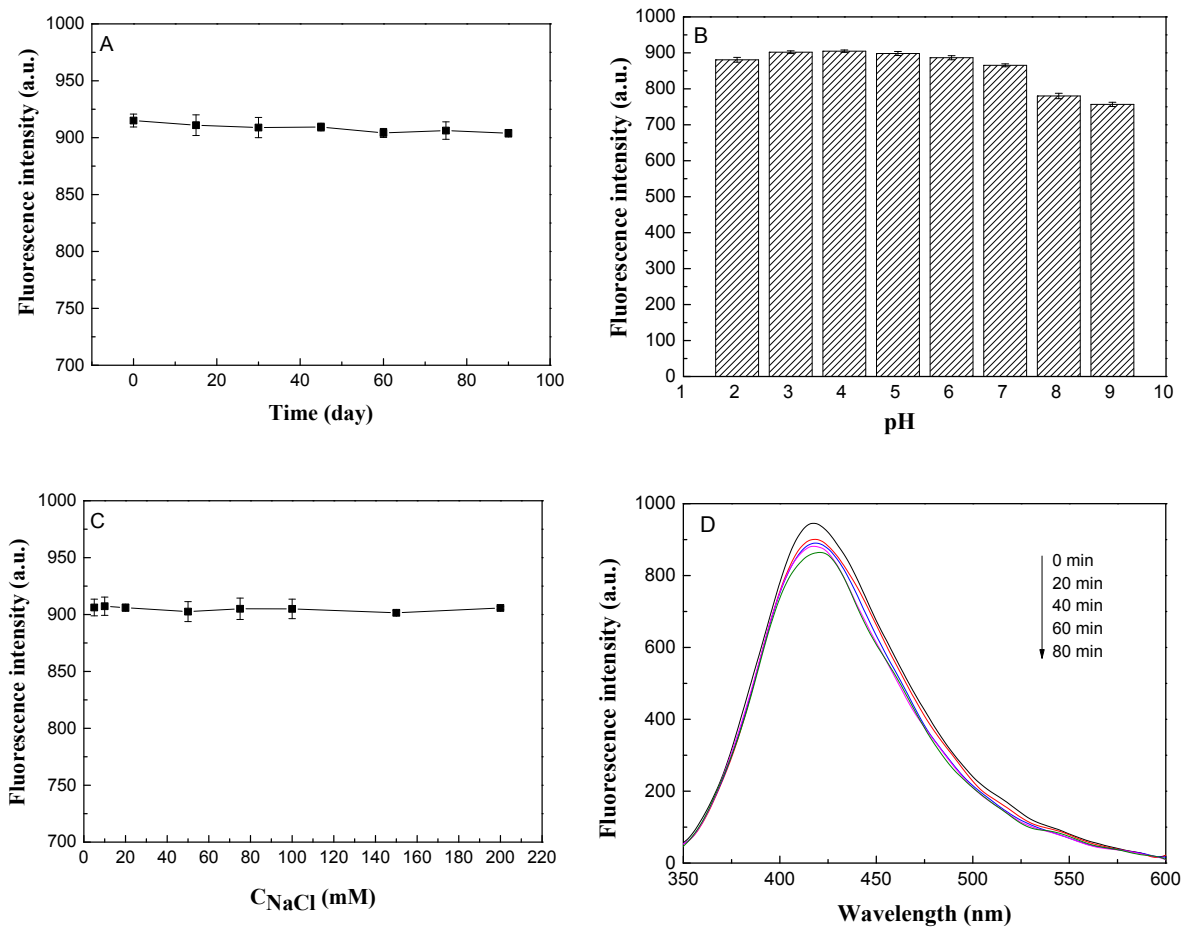 A
Fluorescence intensity (a.u.)
1000
950
900
850
800
750
700
0 20 40 60 80 100
Time (day)
B
Fluorescence intensity (a.u.)
1000
900
800
700
600
500
400
300
200
100
0
1 2 3 4 5 6 7 8 9 10
pH
C
Fluorescence intensity (a.u.)
1000
950
900
850
800
750
700
0 20 40 60 80 100 120 140 160 180 200 220
CNaCl (mM)
D
Fluorescence intensity (a.u.)
1000
800
600
400
200
0
0 min
20 min
40 min
60 min
80 min
350 400 450 500 550 600
Wavelength (nm)